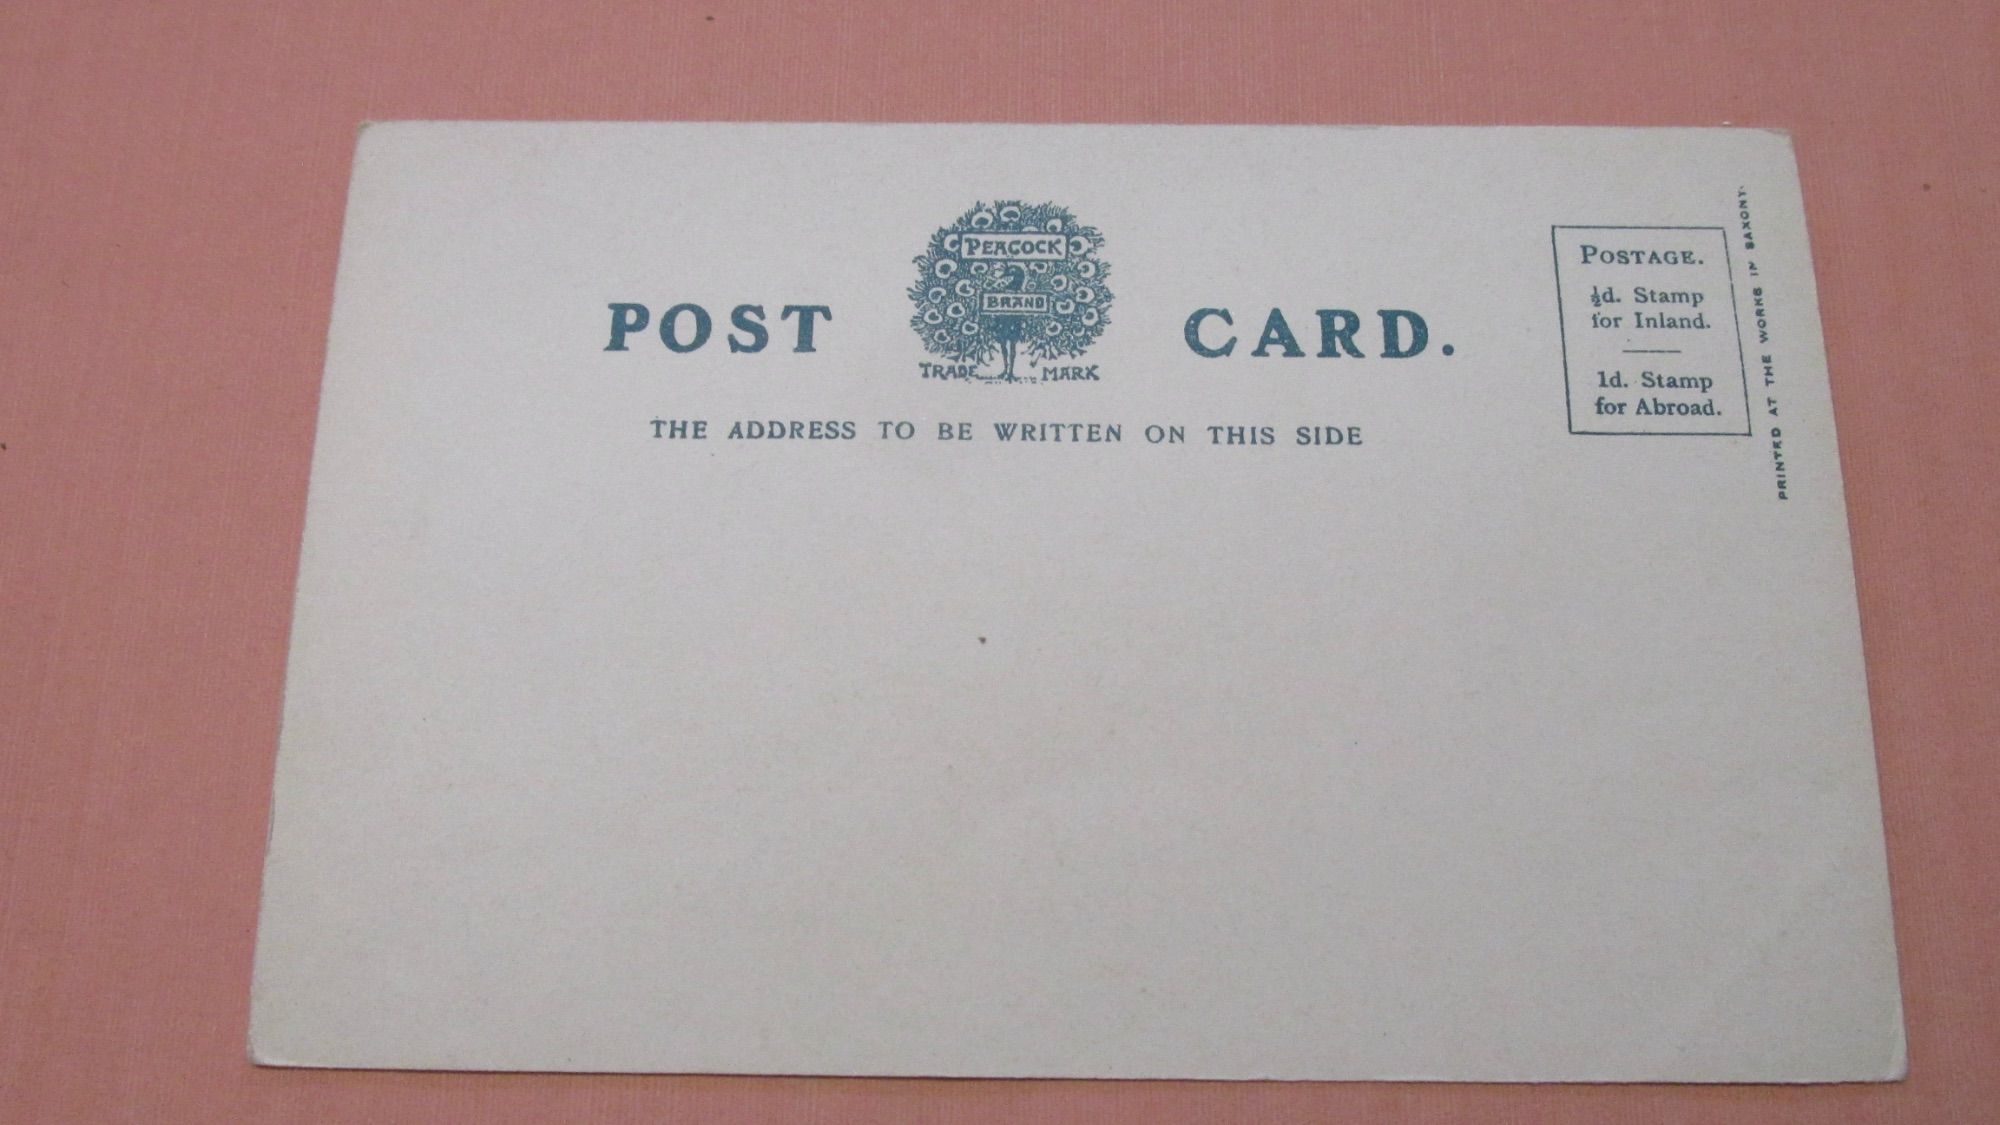 PEACOCK
BRAND
TRADE MARK
POST CARD.
THE ADDRESS TO BE WRITTEN ON THIS SIDE
POSTAGE.
½d. Stamp
for Inland.
1d. Stamp
for Abroad.
PRINTED AT THE WORKS IN SAXONY.